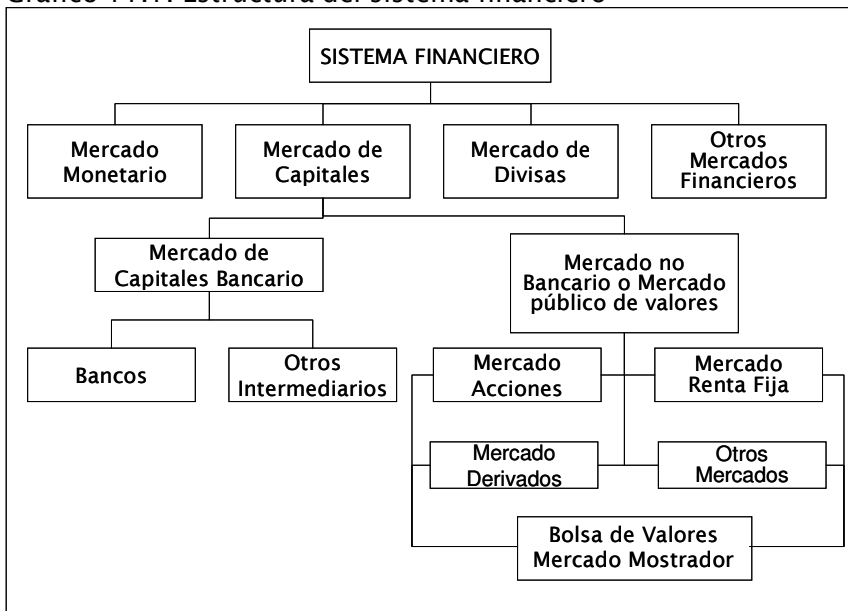 Gráfico 11.1. Estructura del sistema financiero
SISTEMA FINANCIERO
Mercado
Monetario
Mercado de
Capitales
Mercado de
Divisas
Otros
Mercados
Financieros
Mercado de
Capitales Bancario
Mercado no
Bancario o Mercado
público de valores
Bancos
Otros
Intermediarios
Mercado
Acciones
Mercado
Renta Fija
Mercado
Derivados
Otros
Mercados
Bolsa de Valores
Mercado Mostrador